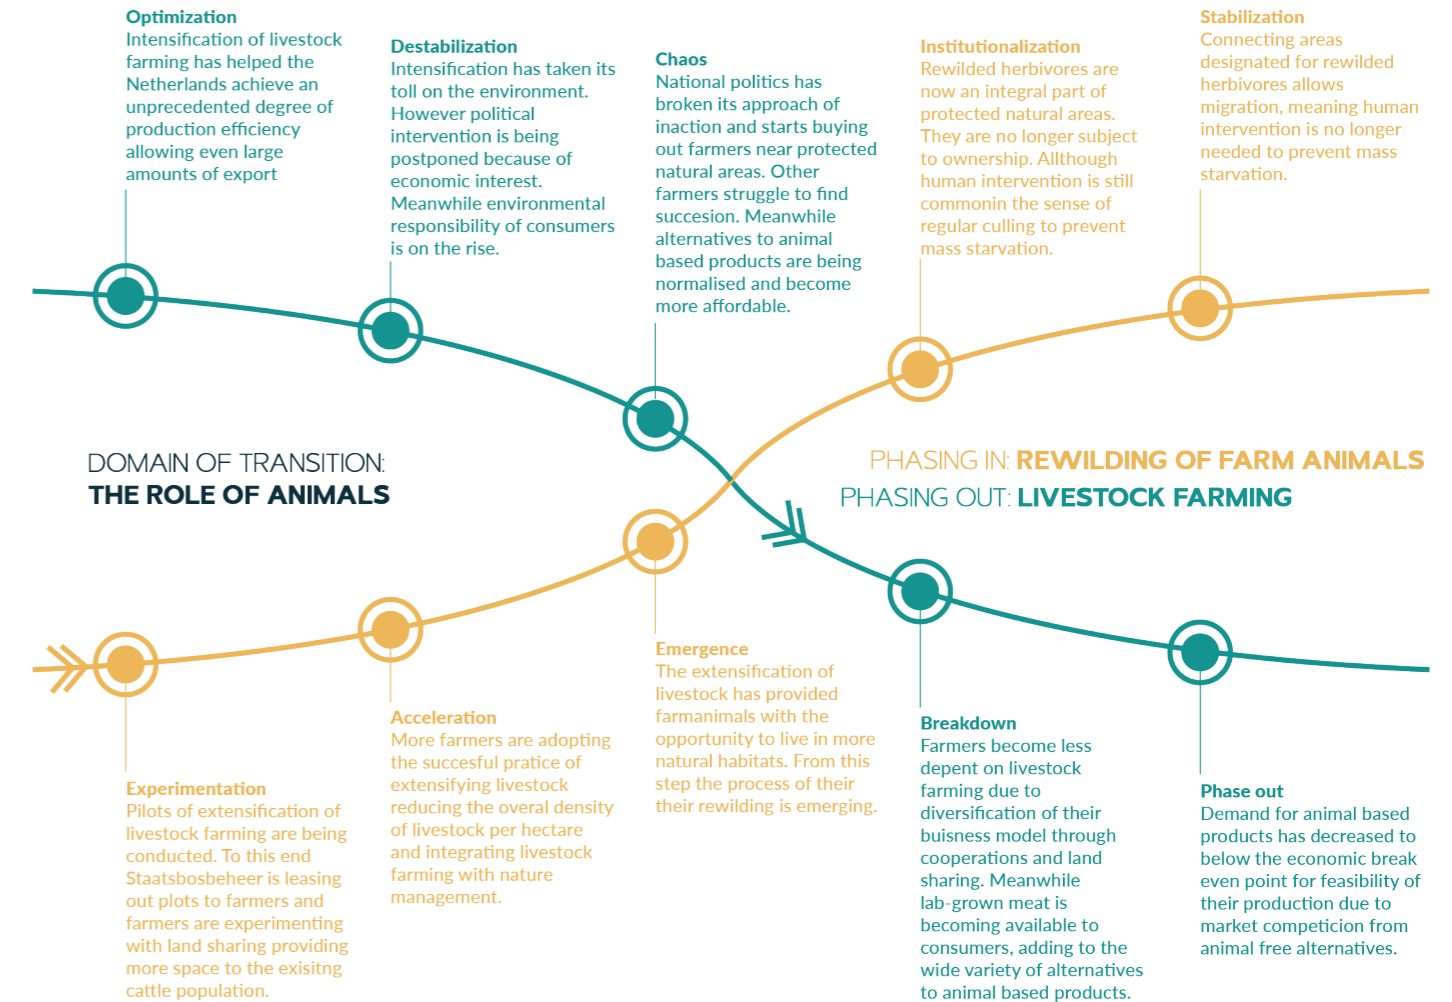 Optimization
Intensification of livestock
farming has helped the
Netherlands achieve an
unprecedented degree of
production efficiency
allowing even large
amounts of export
Destabilization
Intensification has taken its
toll on the environment.
However political
intervention is being
postponed because of
economic interest.
Meanwhile environmental
responsibility of consumers
is on the rise.
Chaos
National politics has
broken its approach of
inaction and starts buying
out farmers near protected
natural areas. Other
farmers struggle to find
succesion. Meanwhile
alternatives to animal
based products are being
normalised and become
more affordable.
Institutionalization
Rewilded herbivores are
now an integral part of
protected natural areas.
They are no longer subject
to ownership. Allthough
human intervention is still
commonin the sense of
regular culling to prevent
mass starvation.
Stabilization
Connecting areas
designated for rewilded
herbivores allows
migration, meaning human
intervention is no longer
needed to prevent mass
starvation.
DOMAIN OF TRANSITION:
THE ROLE OF ANIMALS
PHASING IN: REWILDING OF FARM ANIMALS
PHASING OUT: LIVESTOCK FARMING
Experimentation
Pilots of extensification of
livestock farming are being
conducted. To this end
Staatsbosbeheer is leasing
out plots to farmers and
farmers are experimenting
with land sharing providing
more space to the exisitng
cattle population.
Acceleration
More farmers are adopting
the succesful pratice of
extensifying livestock
reducing the overal density
of livestock per hectare
and integrating livestock
farming with nature
management.
Emergence
The extensification of
livestock has provided
farmanimals with the
opportunity to live in more
natural habitats. From this
step the process of their
their rewilding is emerging.
Breakdown
Farmers become less
depent on livestock
farming due to
diversification of their
buisness model through
cooperations and land
sharing. Meanwhile
lab-grown meat is
becoming available to
consumers, adding to the
wide variety of alternatives
to animal based products.
Phase out
Demand for animal based
products has decreased to
below the economic break
even point for feasibility of
their production due to
market competicion from
animal free alternatives.